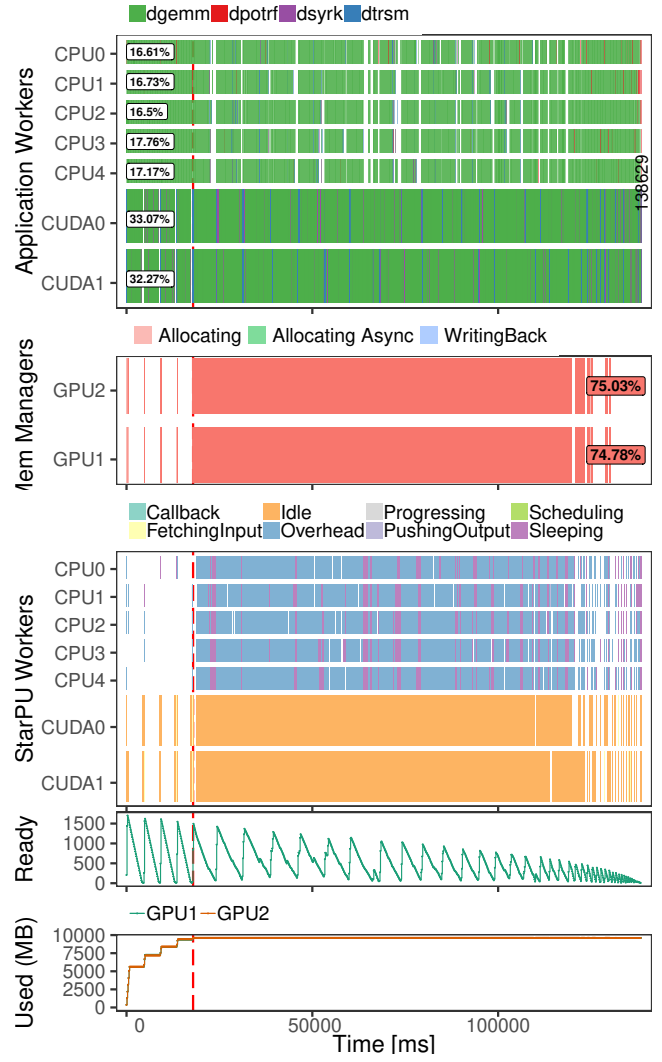 dgemm dpotrf dsyrk dtrsm
Application Workers
CPU0 16.61%
CPU1 16.73%
CPU2 16.5%
CPU3 17.76%
CPU4 17.17%
CUDA0 33.07%
CUDA1 32.27%
138629
Allocating Allocating Async WritingBack
Mem Managers
GPU2 75.03%
GPU1 74.78%
Callback Idle Progressing Scheduling
FetchingInput Overhead PushingOutput Sleeping
StarPU Workers
CPU0
CPU1
CPU2
CPU3
CPU4
CUDA0
CUDA1
Ready
1500
1000
500
0
GPU1 GPU2
Used (MB)
10000
7500
5000
2500
0
0 50000 100000
Time [ms]